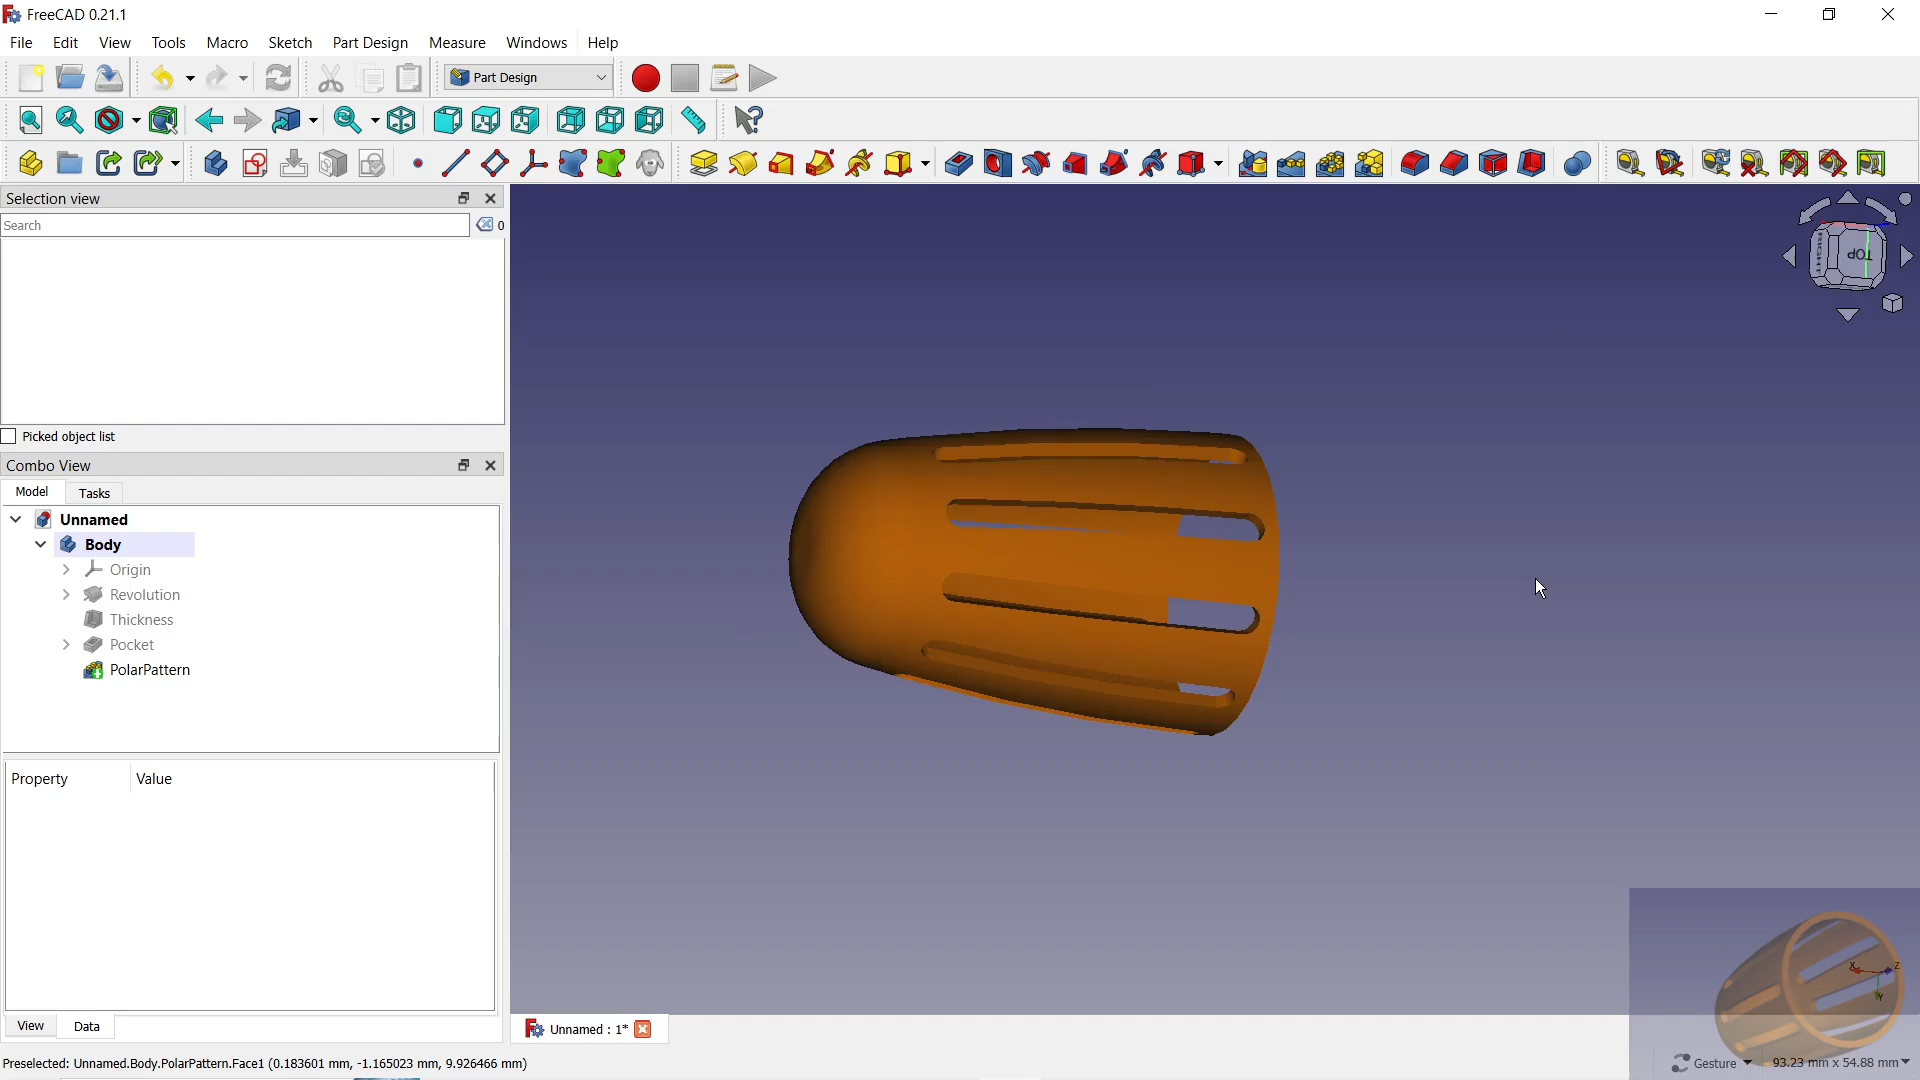 FreeCAD 0.21.1
File Edit View Tools Macro Sketch Part Design Measure Windows Help
Part Design
Selection view
Search
0
Picked object list
Combo View
Model Tasks
Unnamed
Body
Origin
Revolution
Thickness
Pocket
PolarPattern
Property Value
View Data
TOP
RIGHT
Unnamed : 1*
X
Z
Y
Preselected: Unnamed.Body.PolarPattern.Face1 (0.183601 mm, -1.165023 mm, 9.926466 mm)
Gesture
93.23 mm x 54.88 mm